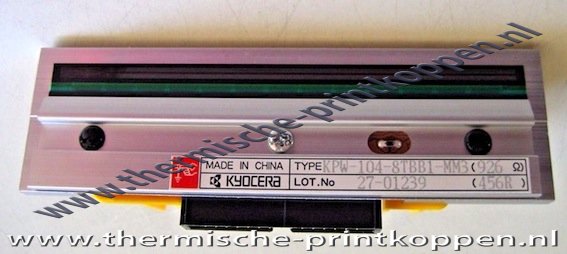 www.thermische-printkoppen.nl
MADE IN CHINA TYPE KPW-104-8TBB1-MM3 (926 Ω)
KYOCERA LOT.No 27-01239 (456R)
www.thermische-printkoppen.nl